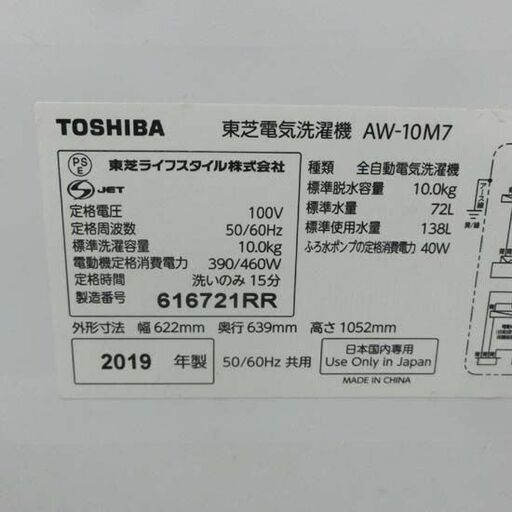 TOSHIBA 東芝電気洗濯機 AW-10M7
PS
E
東芝ライフスタイル株式会社
S JET
定格電圧 100V
定格周波数 50/60Hz
標準洗濯容量 10.0kg
電動機定格消費電力 390/460W
定格時間 洗いのみ 15分
製造番号 616721RR
種類 全自動電気洗濯機
標準脱水容量 10.0kg
標準水量 72L
標準使用水量 138L
ふろ水ポンプの定格消費電力 40W
外形寸法 幅 622mm 奥行 639mm 高さ 1052mm
2019 年製 50/60Hz 共用
日本国内専用
Use Only in Japan
MADE IN CHINA
アース線